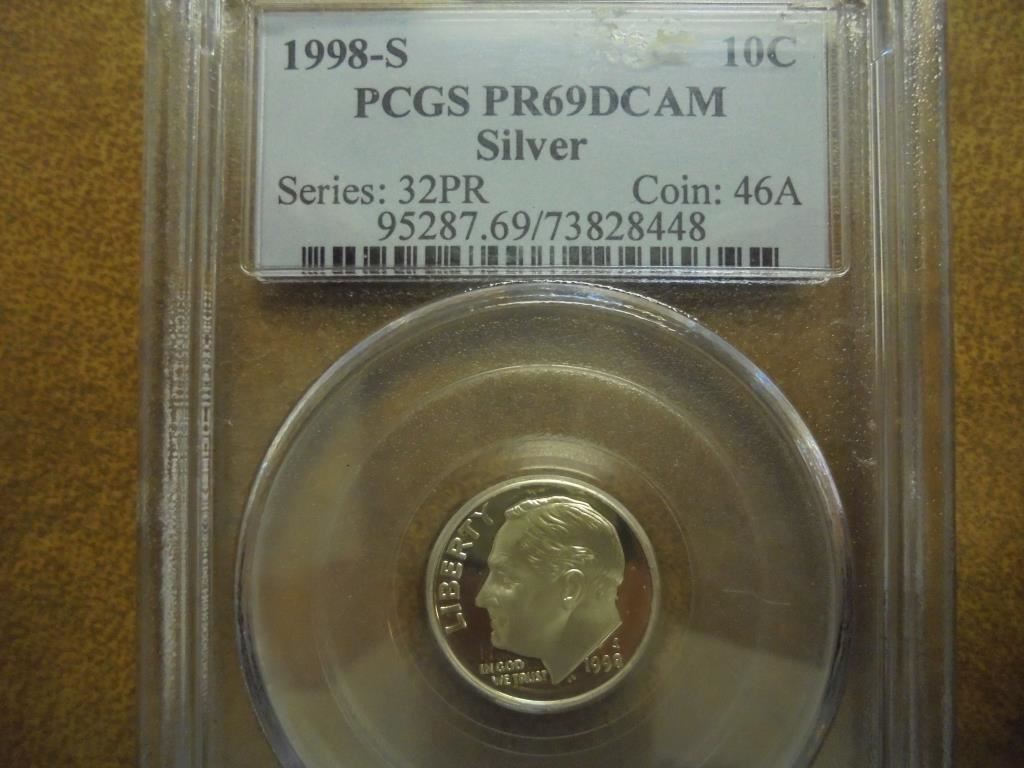 1998-S 10C
PCGS PR69DCAM
Silver
Series: 32PR Coin: 46A
95287.69/73828448
LIBERTY
IN GOD
WE TRUST
S
1998